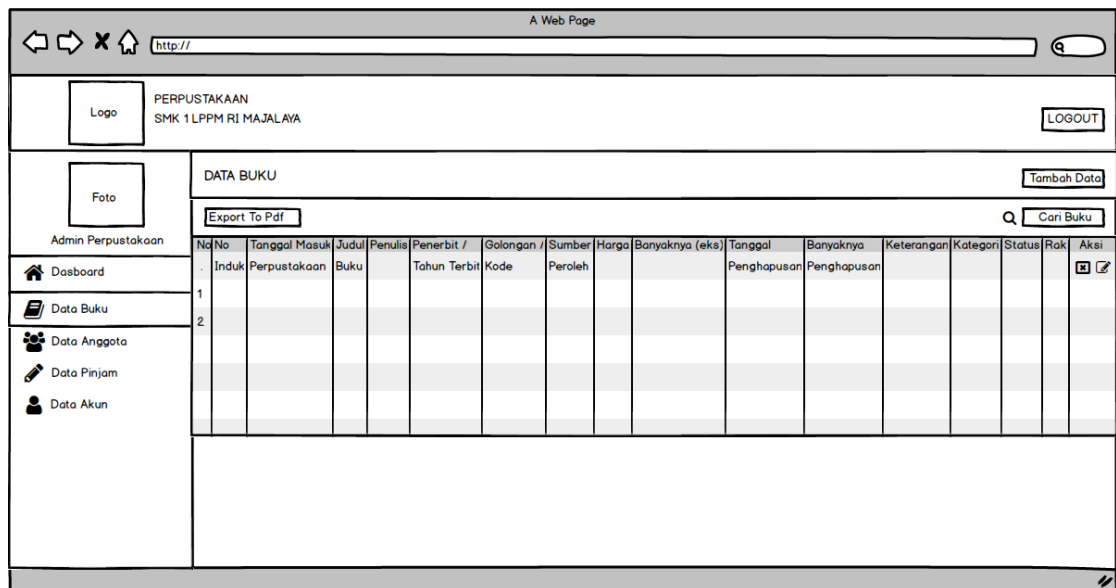 A Web Page
http://
Logo
PERPUSTAKAAN
SMK 1 LPPM RI MAJALAYA
LOGOUT
Foto
Admin Perpustakaan
Dasboard
Data Buku
Data Anggota
Data Pinjam
Data Akun
DATA BUKU
Tambah Data
Export To Pdf
Cari Buku
No No Tanggal Masuk Judul Penulis Penerbit / Golongan / Sumber Harga Banyaknya (eks) Tanggal Banyaknya Keterangan Kategori Status Rak Aksi
. Induk Perpustakaan Buku Tahun Terbit Kode Peroleh Penghapusan Penghapusan
1
2